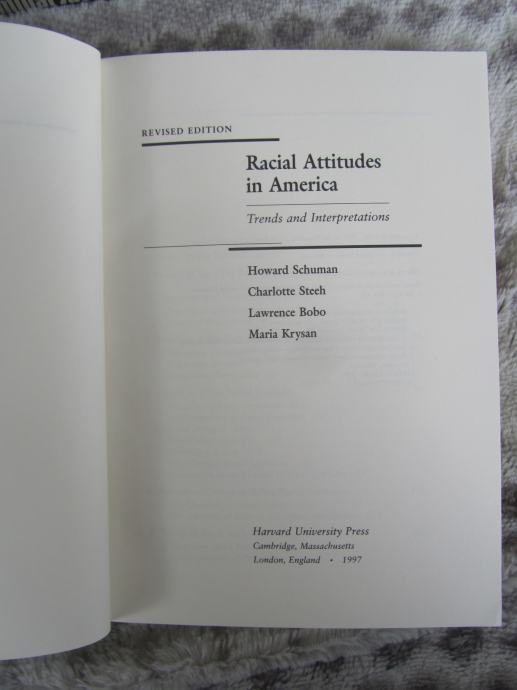 REVISED EDITION
Racial Attitudes
in America
Trends and Interpretations
Howard Schuman
Charlotte Steeh
Lawrence Bobo
Maria Krysan
Harvard University Press
Cambridge, Massachusetts
London, England • 1997